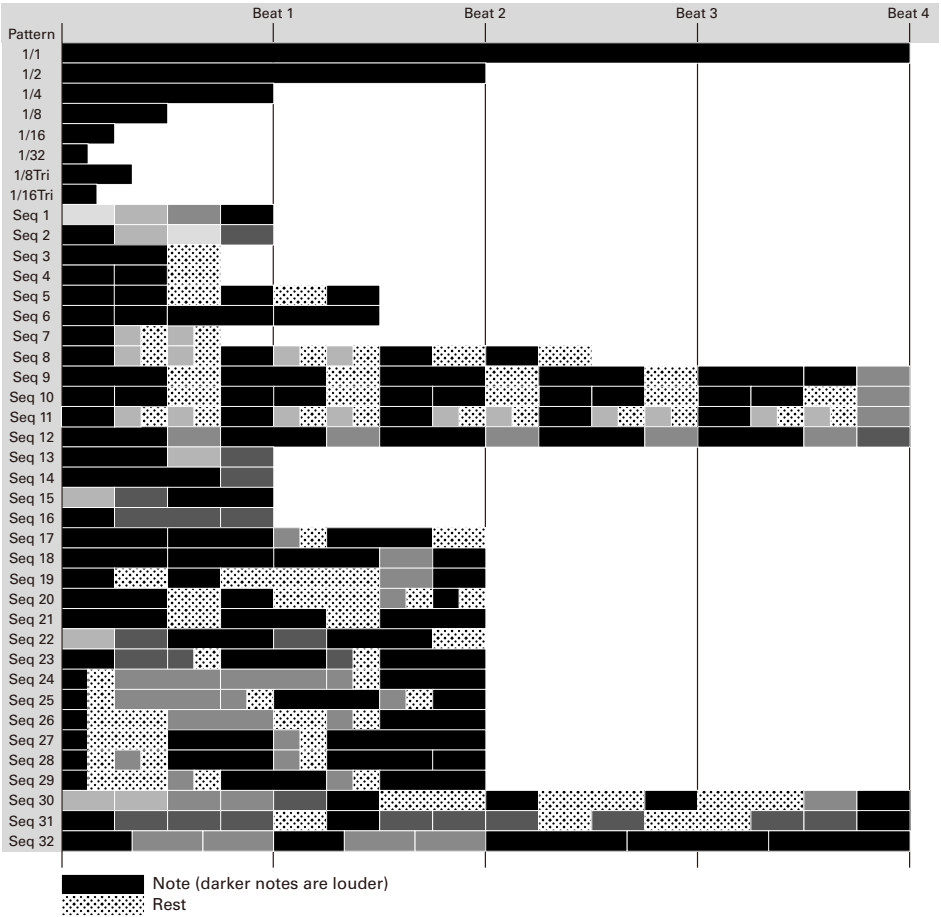 Beat 1 Beat 2 Beat 3 Beat 4
Pattern
1/1
1/2
1/4
1/8
1/16
1/32
1/8Tri
1/16Tri
Seq 1
Seq 2
Seq 3
Seq 4
Seq 5
Seq 6
Seq 7
Seq 8
Seq 9
Seq 10
Seq 11
Seq 12
Seq 13
Seq 14
Seq 15
Seq 16
Seq 17
Seq 18
Seq 19
Seq 20
Seq 21
Seq 22
Seq 23
Seq 24
Seq 25
Seq 26
Seq 27
Seq 28
Seq 29
Seq 30
Seq 31
Seq 32
Note (darker notes are louder)
Rest